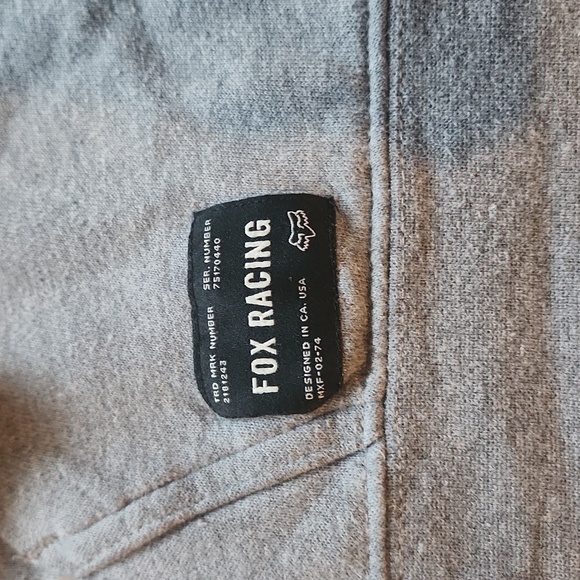 TRD MRK NUMBER SER. NUMBER
2181243 75170440
FOX RACING
DESIGNED IN CA. USA
MXF-02-74